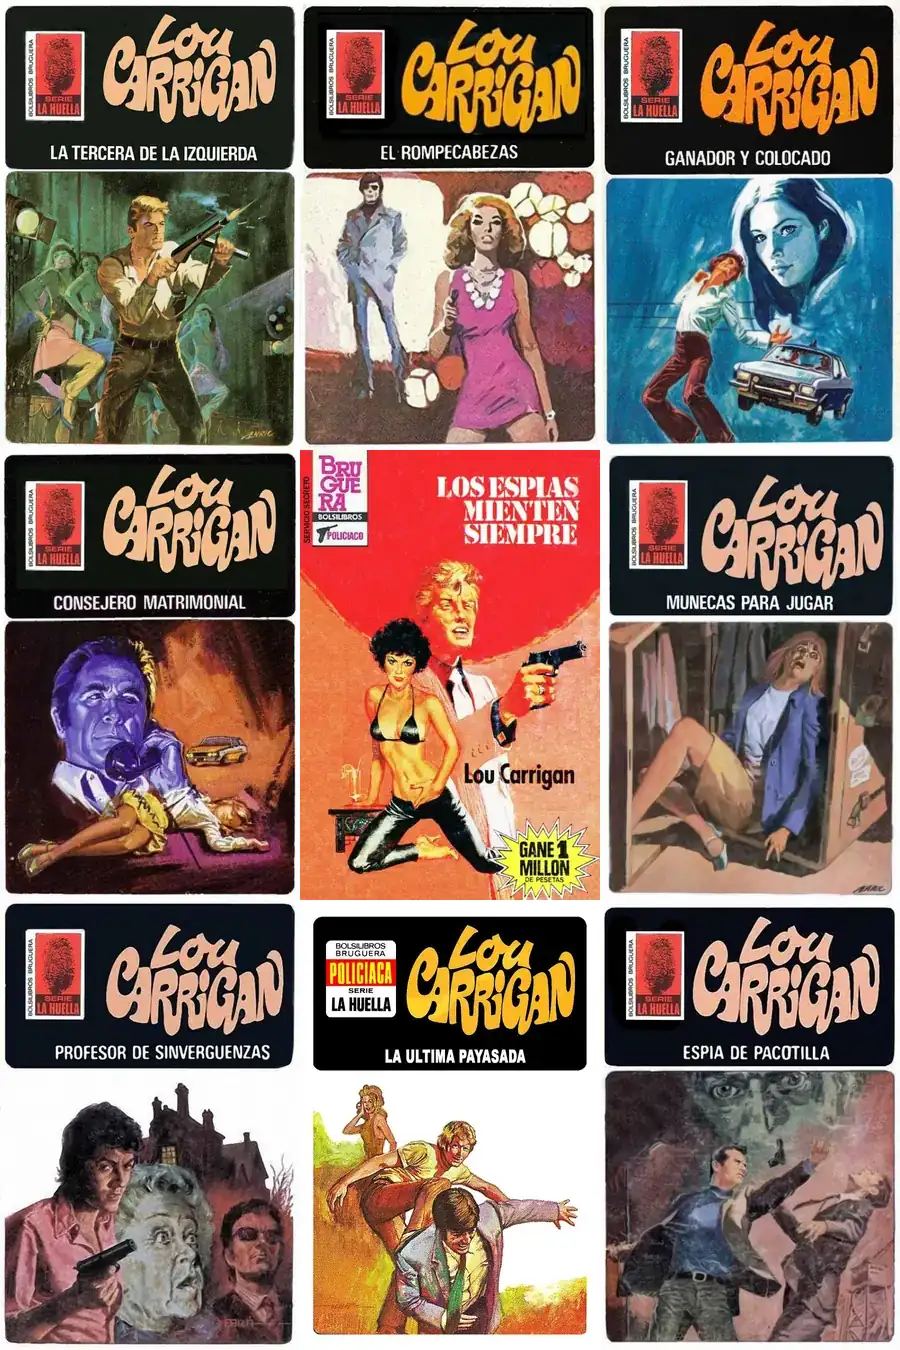 BOLSILIBROS BRUGUERA
SERIE
LA HUELLA
LOU
CARRIGAN
LA TERCERA DE LA IZQUIERDA
BOLSILIBROS BRUGUERA
SERIE
LA HUELLA
LOU
CARRIGAN
EL ROMPECABEZAS
BOLSILIBROS BRUGUERA
SERIE
LA HUELLA
LOU
CARRIGAN
GANADOR Y COLOCADO
BOLSILIBROS BRUGUERA
SERIE
LA HUELLA
LOU
CARRIGAN
CONSEJERO MATRIMONIAL
SERVICIO SECRETO
BRU
GUE
RA
BOLSILIBROS
POLICIACO
LOS ESPIAS
MIENTEN
SIEMPRE
Lou Carrigan
GANE 1
MILLON
DE PESETAS
BOLSILIBROS BRUGUERA
SERIE
LA HUELLA
LOU
CARRIGAN
MUNECAS PARA JUGAR
BOLSILIBROS BRUGUERA
SERIE
LA HUELLA
LOU
CARRIGAN
PROFESOR DE SINVERGUENZAS
BOLSILIBROS
BRUGUERA
POLICIACA
SERIE
LA HUELLA
LOU
CARRIGAN
LA ULTIMA PAYASADA
BOLSILIBROS BRUGUERA
SERIE
LA HUELLA
LOU
CARRIGAN
ESPIA DE PACOTILLA